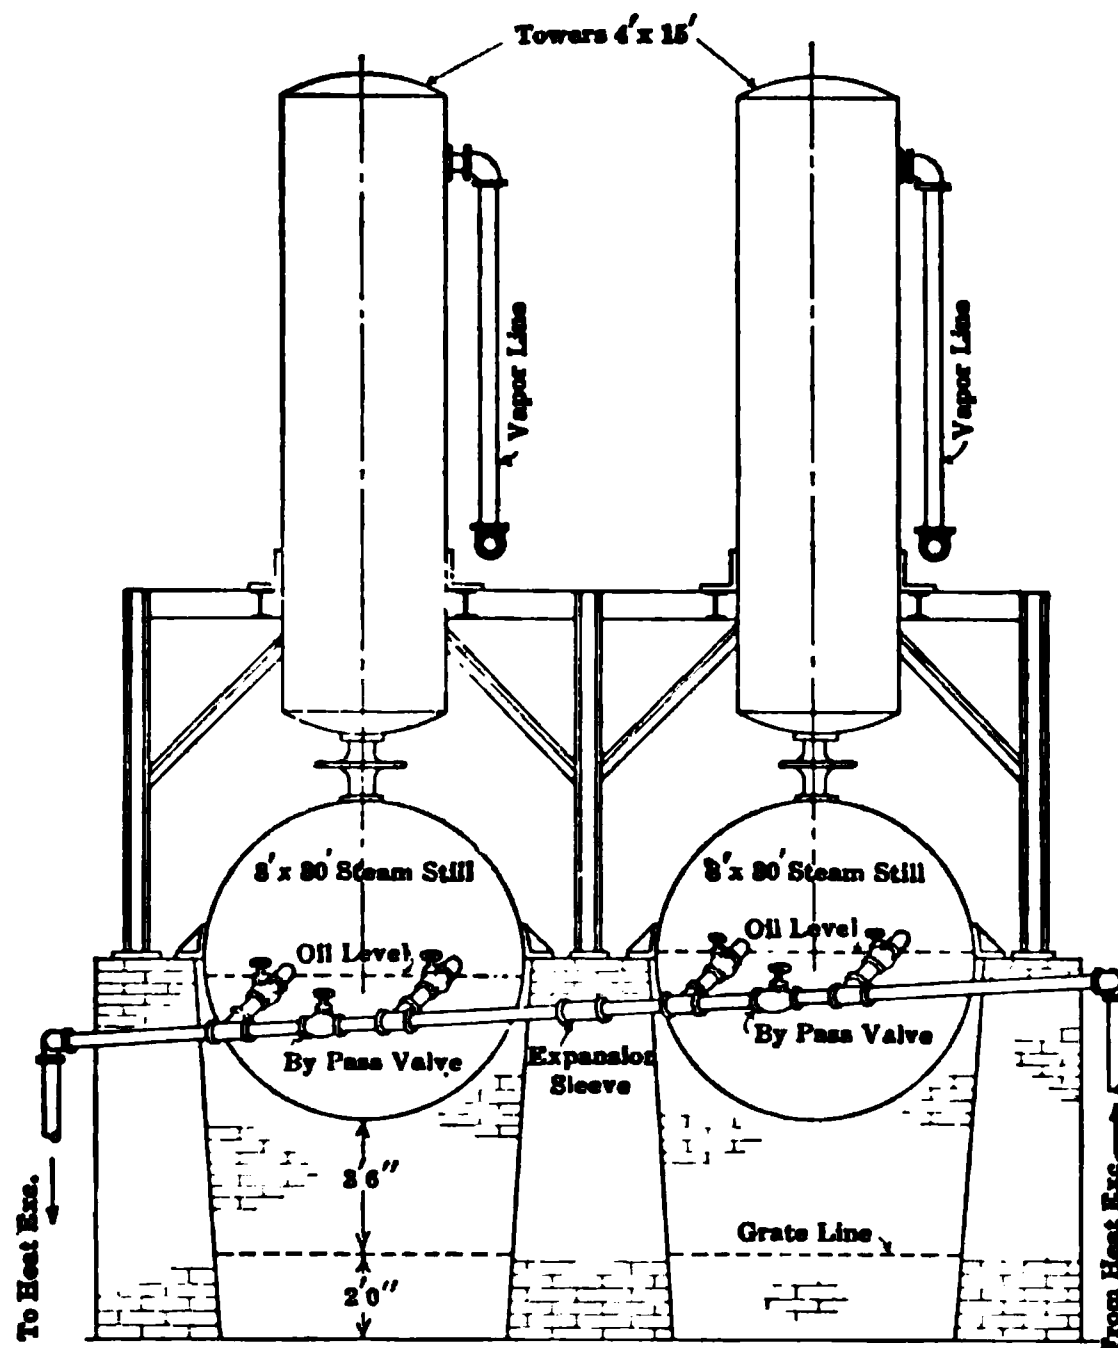 Towers 4'x 15'
Vapor Line
Vapor Line
8'x 30' Steam Still
8'x 30' Steam Still
Oil Level
Oil Level
By Pass Valve
Expansion
Sleeve
By Pass Valve
3'6"
Grate Line
2'0"
To Heat Exc.
From Heat Exc.